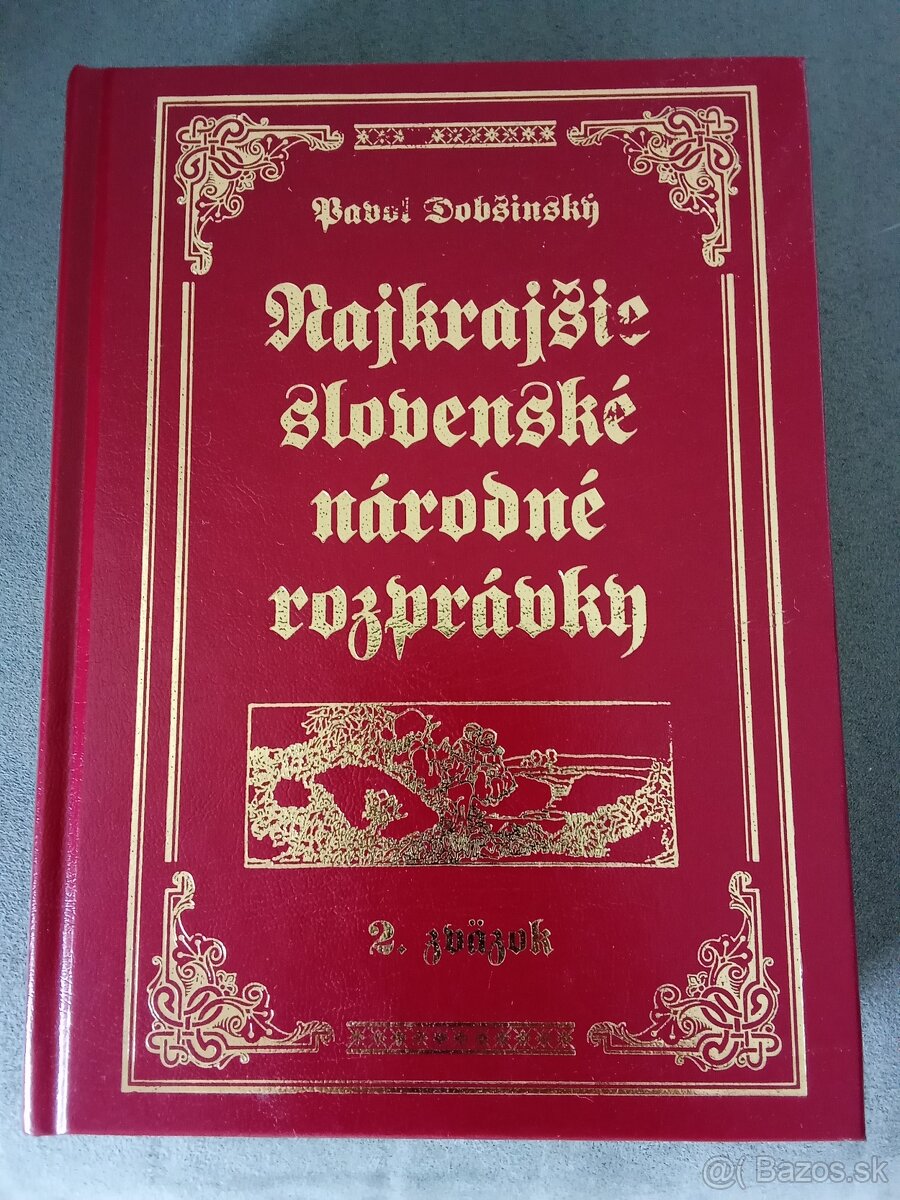 Pavol Dobšinský
Najkrajšie
slovenské
národné
rozprávky
2. zväzok
@( Bazos.sk